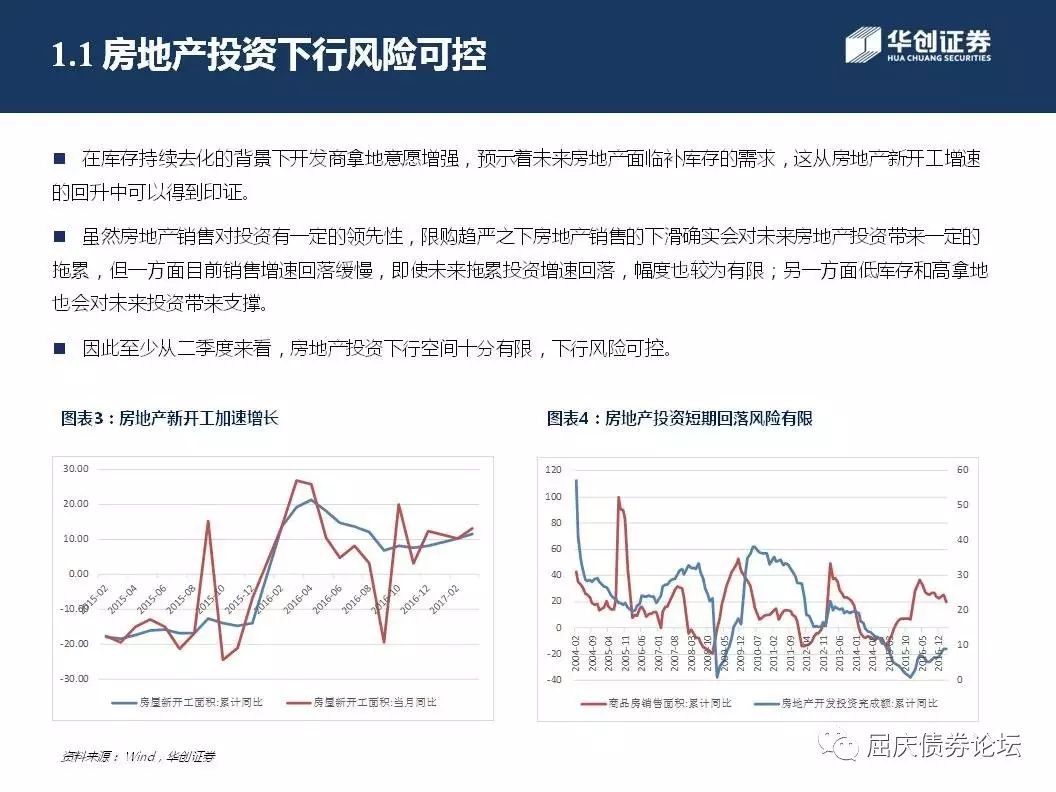 1.1 房地产投资下行风险可控
华创证券
HUA CHUANG SECURITIES
■ 在库存持续去化的背景下开发商拿地意愿增强，预示着未来房地产面临补库存的需求，这从房地产新开工增速
的回升中可以得到印证。
■ 虽然房地产销售对投资有一定的领先性，限购趋严之下房地产销售的下滑确实会对未来房地产投资带来一定的
拖累，但一方面目前销售增速回落缓慢，即使未来拖累投资增速回落，幅度也较为有限；另一方面低库存和高拿地
也会对未来投资带来支撑。
■ 因此至少从二季度来看，房地产投资下行空间十分有限，下行风险可控。
图表3：房地产新开工加速增长
30.00
20.00
10.00
0.00
-10.00
-20.00
-30.00
2015-02 2015-04 2015-06 2015-08 2015-10 2015-12 2016-02 2016-04 2016-06 2016-08 2016-10 2016-12 2017-02
房屋新开工面积:累计同比 房屋新开工面积:当月同比
图表4：房地产投资短期回落风险有限
120
100
80
60
40
20
0
-20
-40
60
50
40
30
20
10
0
2004-02 2004-09 2005-04 2005-11 2006-06 2007-01 2007-08 2008-03 2008-10 2009-05 2009-12 2010-07 2011-02 2011-09 2012-04 2012-11 2013-06 2014-01 2014-08 2015-03 2015-10 2016-05 2016-12
商品房销售面积:累计同比 房地产开发投资完成额:累计同比
资料来源：Wind，华创证券
屈庆债券论坛